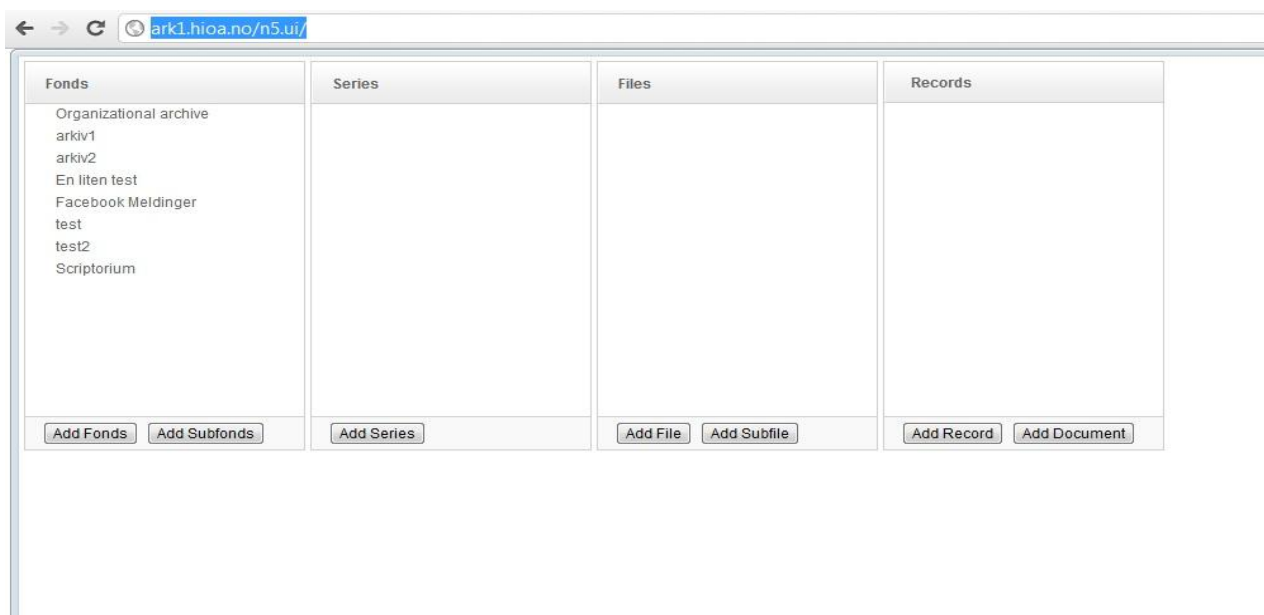 ark1.hioa.no/n5.ui/
Fonds
Organizational archive
arkiv1
arkiv2
En liten test
Facebook Meldinger
test
test2
Scriptorium
Add Fonds Add Subfonds
Series
Add Series
Files
Add File Add Subfile
Records
Add Record Add Document